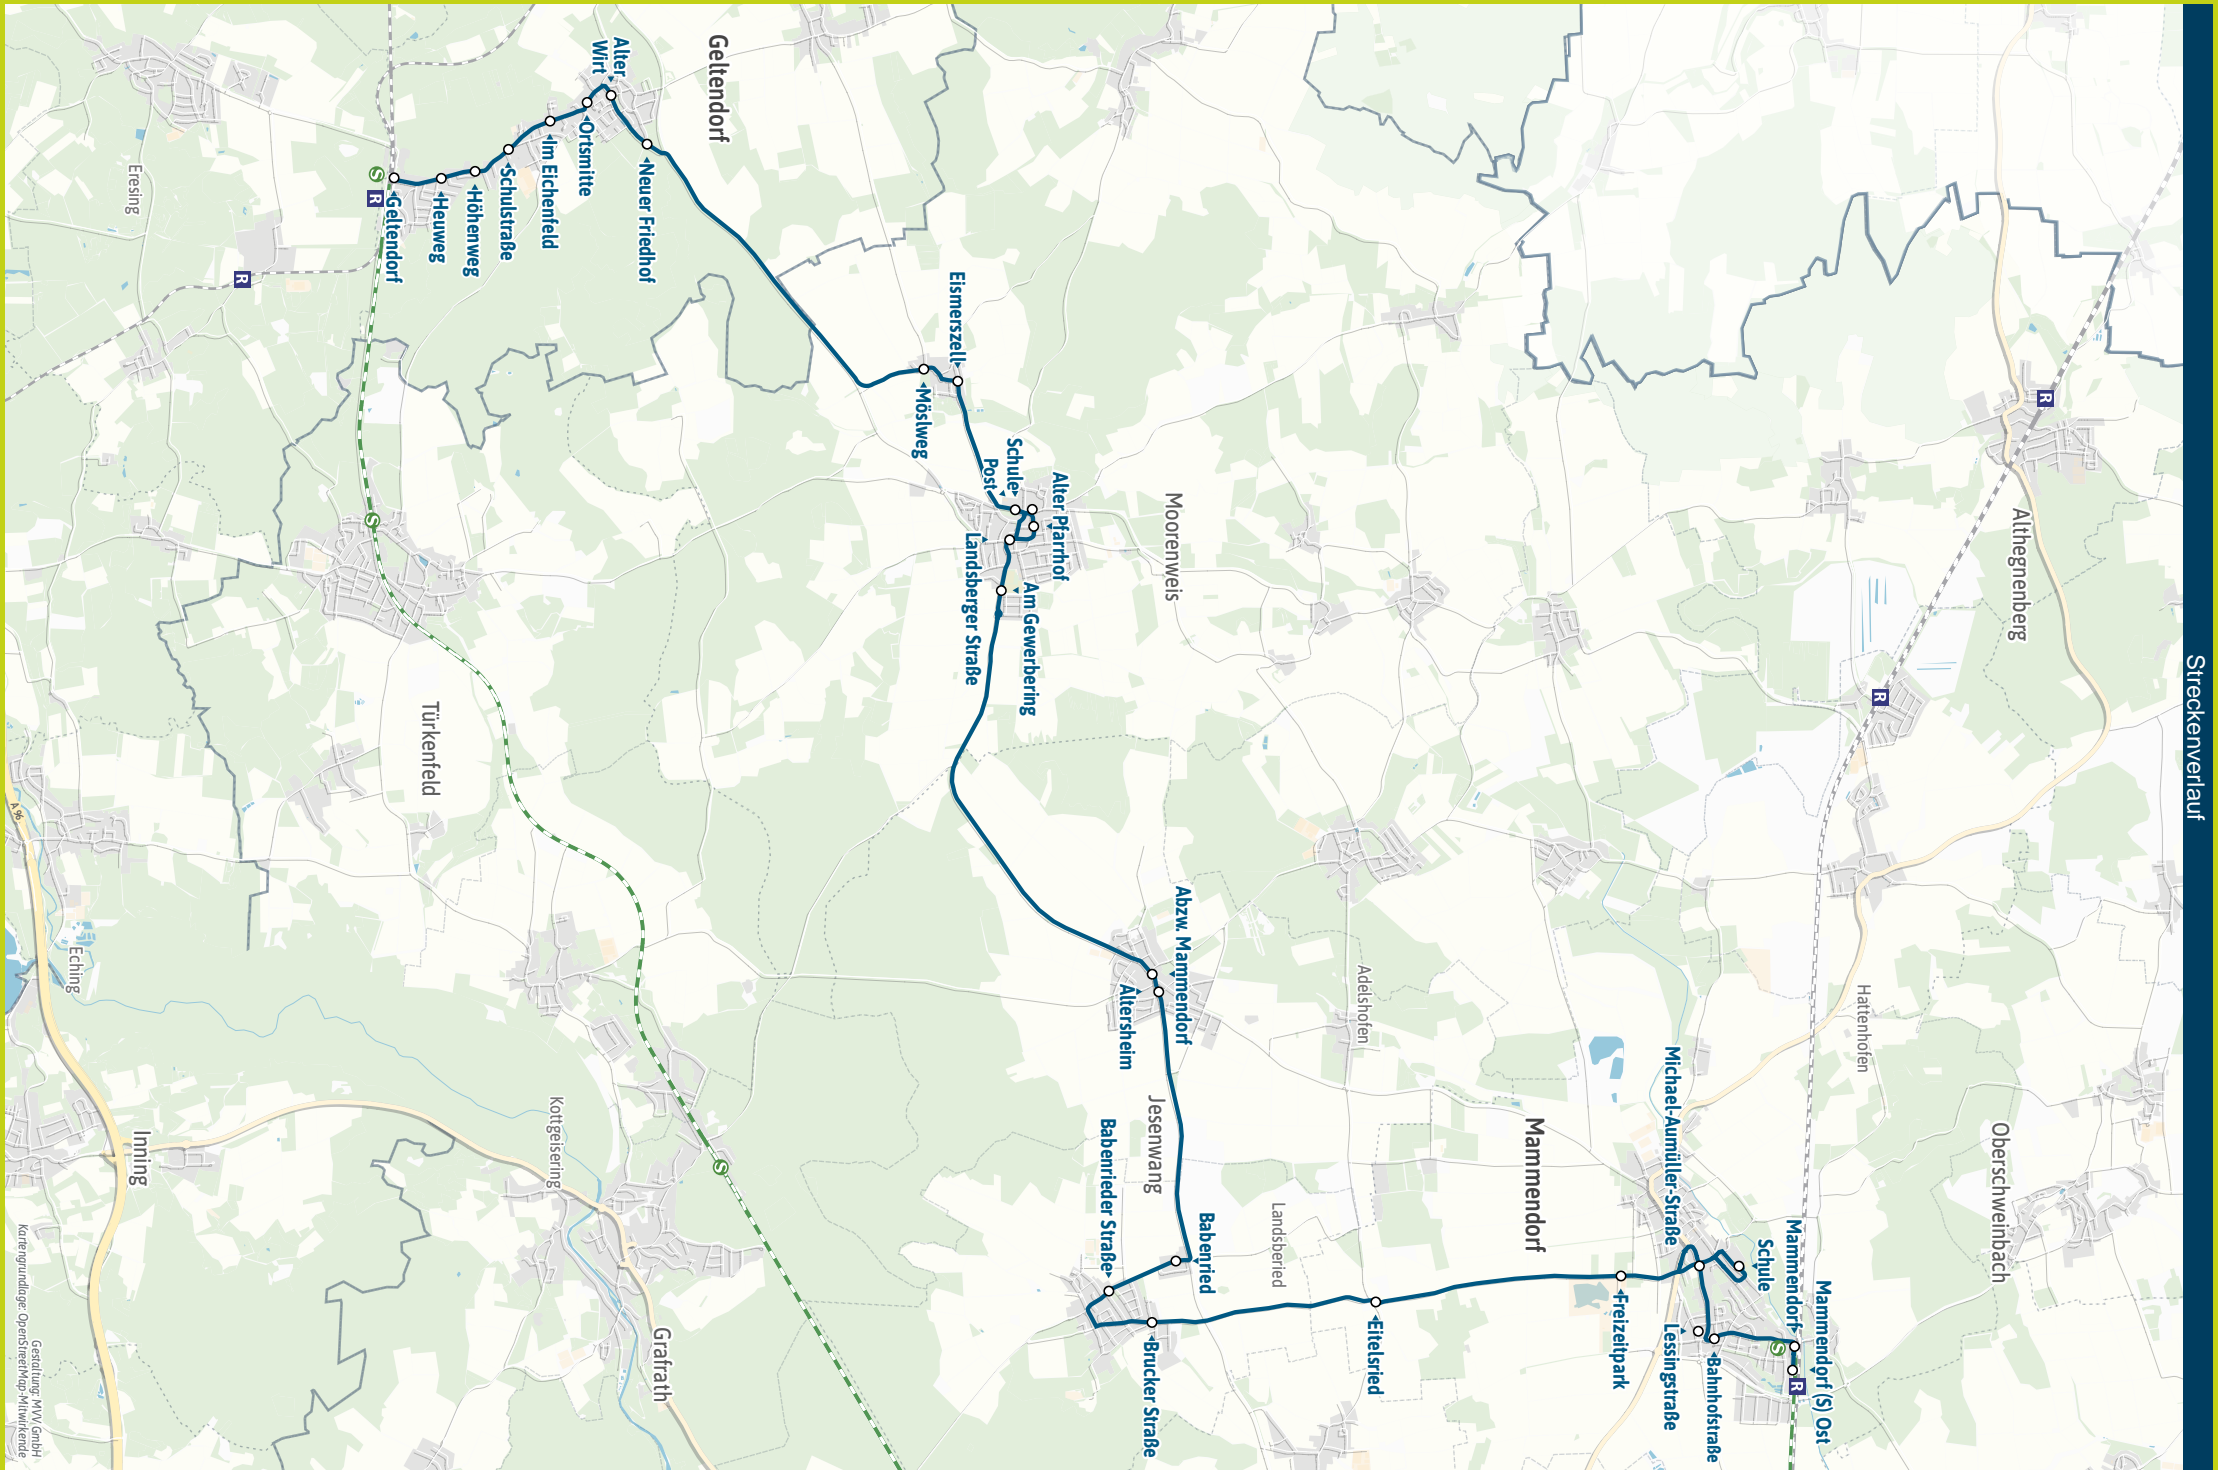 Streckenverlauf
Althegnenberg
Hattenhofen
Oberschweinbach
Mammendorf
Mammendorf (S) Ost
Mammendorf
Schule
Michael-Aumüller-Straße
Bahnhofstraße
Lessingstraße
Freizeitpark
Eitelsried
Adelshofen
Landsberied
Babenried
Babenrieder Straße
Brucker Straße
Jesenwang
Abzw. Mammendorf
Altersheim
Moorenweis
Alter Pfarrhof
Schule
Post
Am Gewerbering
Landsberger Straße
Eismerszell
Möslweg
Geltendorf
Neuer Friedhof
Alter
Wirt
Ortsmitte
Im Eichenfeld
Schulstraße
Höhenweg
Heuweg
Geltendorf
S
R
R
R
R
S
S
S
R
Eresing
Türkenfeld
Grafrath
Kottgeisering
Inning
Eching
A 96
Gestaltung: MVV GmbH
Kartengrundlage: OpenStreetMap-Mitwirkende